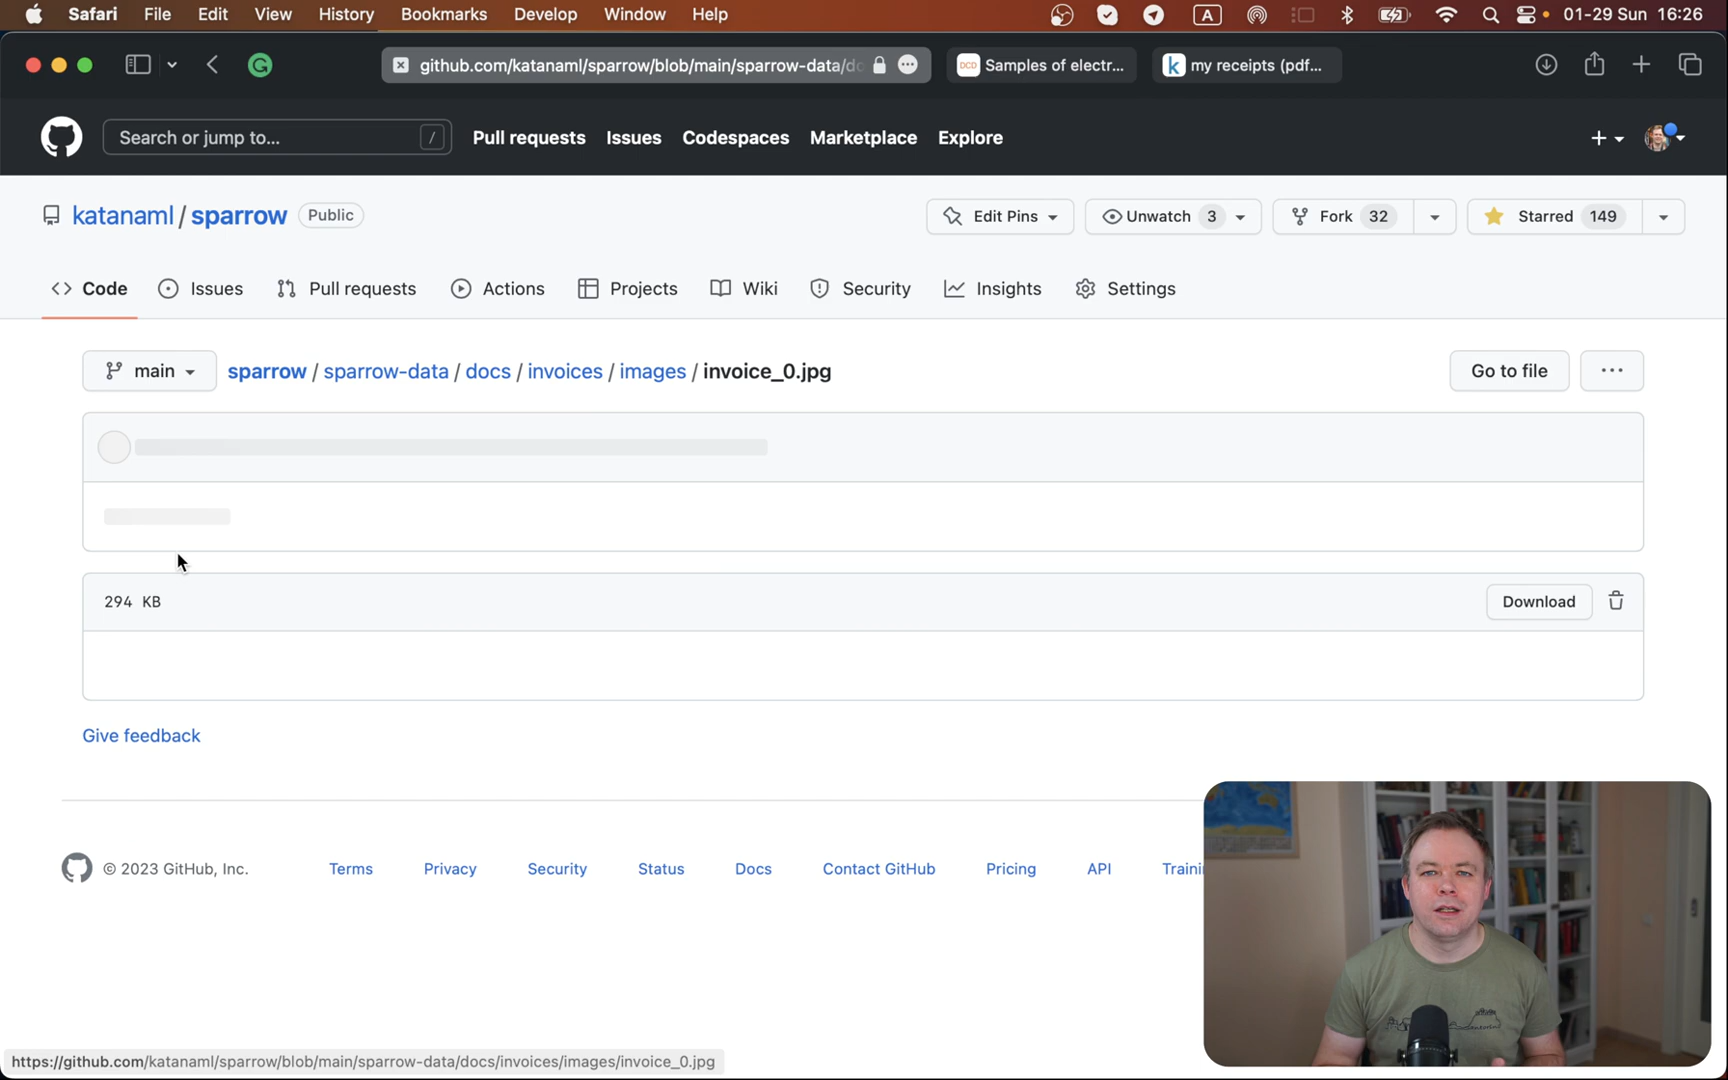 Safari File Edit View History Bookmarks Develop Window Help A 01-29 Sun 16:26
github.com/katanaml/sparrow/blob/main/sparrow-data/do DCD Samples of electr... k my receipts (pdf...
Search or jump to... / Pull requests Issues Codespaces Marketplace Explore
katanaml / sparrow Public Edit Pins Unwatch 3 Fork 32 Starred 149
Code Issues Pull requests Actions Projects Wiki Security Insights Settings
main sparrow / sparrow-data / docs / invoices / images / invoice_0.jpg Go to file ...
294 KB Download
Give feedback
© 2023 GitHub, Inc. Terms Privacy Security Status Docs Contact GitHub Pricing API Traini
https://github.com/katanaml/sparrow/blob/main/sparrow-data/docs/invoices/images/invoice_0.jpg